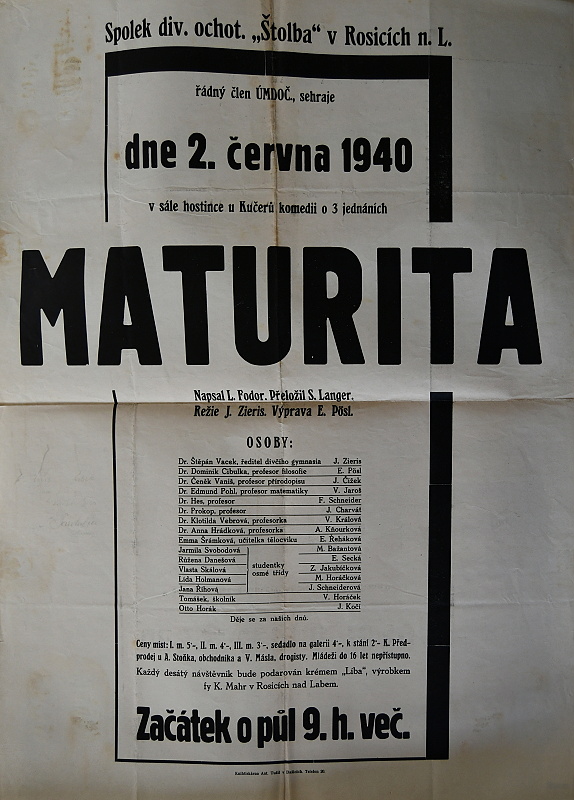 Spolek div. ochot. „Štolba“ v Rosicích n. L.
řádný člen ÚMDOČ., sehraje
dne 2. června 1940
v sále hostince u Kučerů komedii o 3 jednáních
MATURITA
Napsal L. Fodor. Přeložil S. Langer.
Režie J. Zieris. Výprava E. Pösl.
OSOBY:
Dr. Štěpán Vacek, ředitel dívčího gymnasia J. Zieris
Dr. Dominik Cibulka, profesor filosofie E. Pösl
Dr. Čeněk Vaniš, profesor přírodopisu J. Čížek
Dr. Edmund Pohl, profesor matematiky V. Jaroš
Dr. Hes, profesor F. Schneider
Dr. Prokop, profesor J. Charvát
Dr. Klotilda Vebrová, profesorka V. Králová
Dr. Anna Hrádková, profesorka A. Kňourková
Emma Šrámková, učitelka tělocviku E. Řeháková
Jarmila Svobodová M. Bažantová
Růžena Danešová E. Secká
Vlasta Skálová studentky osmé třídy Z. Jakubíčková
Lída Holmanová M. Horáčková
Jana Říhová J. Schneiderová
Tomášek, školník V. Horáček
Otto Horák J. Kočí
Děje se za našich dnů.
Ceny míst: I. m. 5·-, II. m. 4·-, III. m. 3·-, sedadlo na galerii 4·-, k stání 2·- K. Před-
prodej u A. Stoňka, obchodníka a V. Másla, drogisty. Mládeži do 16 let nepřístupno.
Každý desátý návštěvník bude podarován krémem „Líba“, výrobkem
fy K. Mahr v Rosicích nad Labem.
Začátek o půl 9. h. več.
Knihtiskárna Ant.